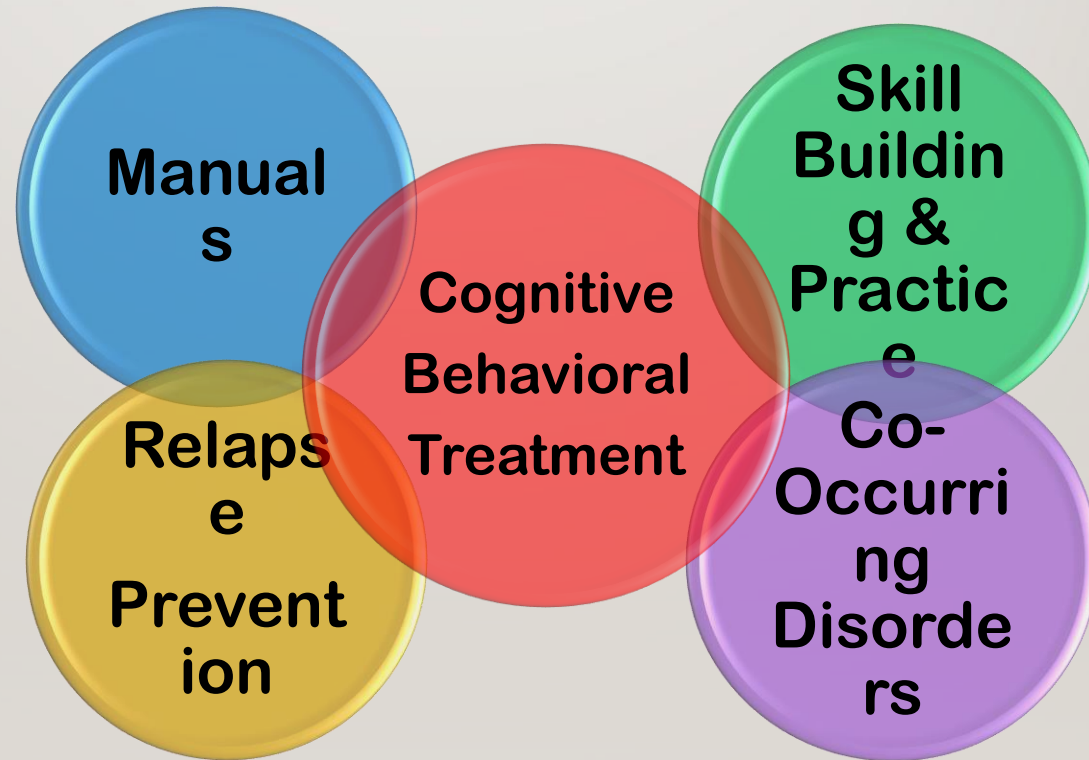 Manual
s
Skill
Buildin
g &
Practic
e
Cognitive
Behavioral
Treatment
Relaps
e
Prevent
ion
Co-
Occurri
ng
Disorde
rs